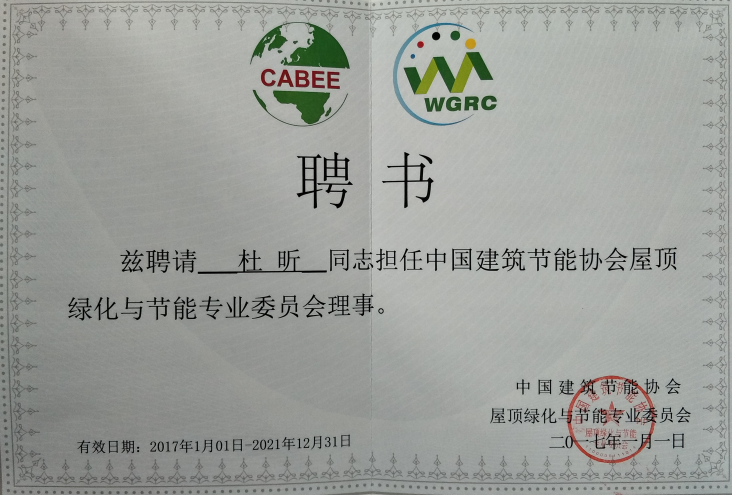 CABEE
WGRC
聘书
兹聘请 杜 昕 同志担任中国建筑节能协会屋顶
绿化与节能专业委员会理事。
中国建筑节能协会
屋顶绿化与节能专业委员会
二〇一七年一月一日
有效日期：2017年1月01日-2021年12月31日